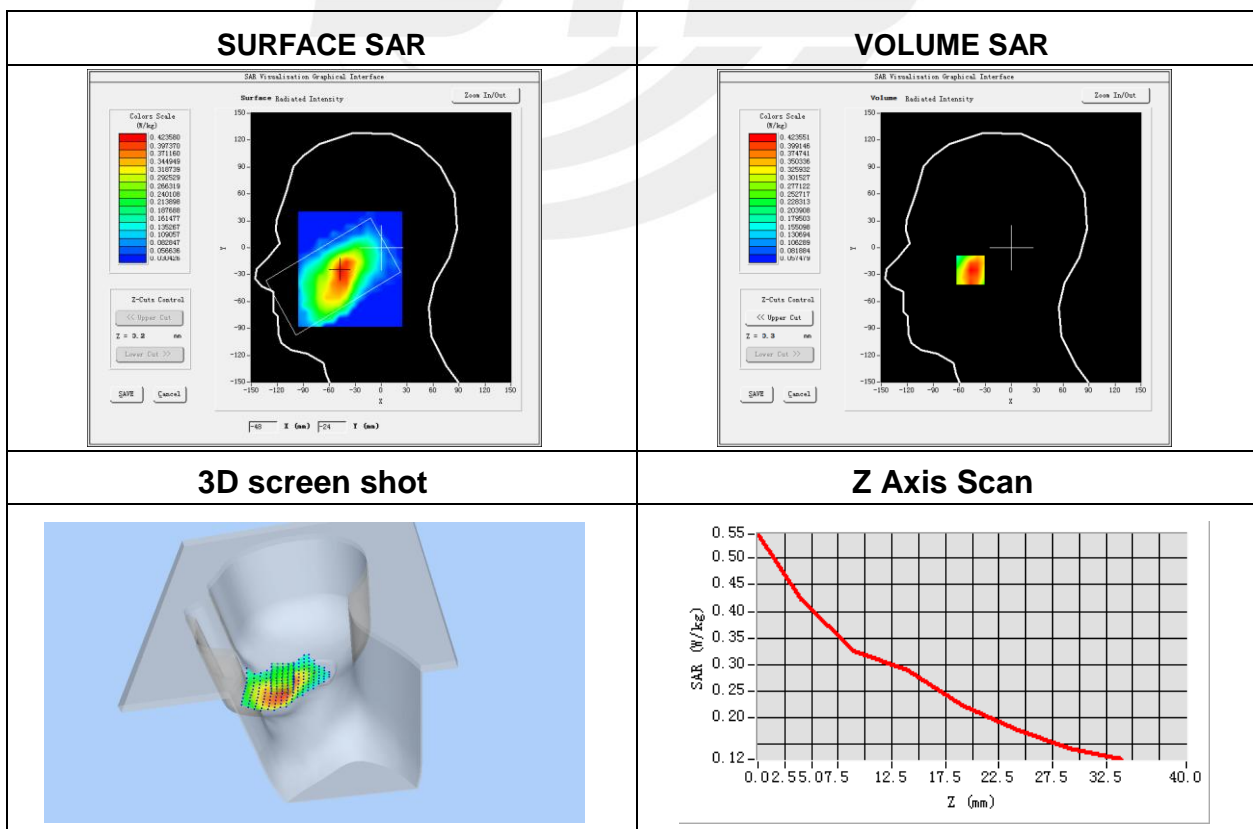 SURFACE SAR
SAR Visualisation Graphical Interface
Surface Radiated Intensity
Zoom In/Out
Colors Scale
(W/kg)
0.423580
0.397370
0.371160
0.344949
0.318739
0.292529
0.266319
0.240108
0.213898
0.187688
0.161477
0.135267
0.109057
0.082847
0.056636
0.030426
Z-Cuts Control
<< Upper Cut
Lower Cut >>
SAVE Cancel
150
120
90
60
30
0
-30
-60
-90
-120
-150
Y
-150 -120 -90 -60 -30 0 30 60 90 120 150
X
-48 X (mm) -24 Y (mm)
VOLUME SAR
SAR Visualisation Graphical Interface
Volume Radiated Intensity
Zoom In/Out
Colors Scale
(W/kg)
0.423551
0.399146
0.374741
0.350336
0.325932
0.301527
0.277122
0.252717
0.228313
0.203908
0.179503
0.155098
0.130694
0.106289
0.081884
0.057479
Z-Cuts Control
<< Upper Cut
Lower Cut >>
SAVE Cancel
150
120
90
60
30
0
-30
-60
-90
-120
-150
Y
-150 -120 -90 -60 -30 0 30 60 90 120 150
X
3D screen shot
Z Axis Scan
0.55
0.50
0.45
0.40
0.35
0.30
0.25
0.20
0.12
SAR (W/kg)
0.0 2.5 5.0 7.5 12.5 17.5 22.5 27.5 32.5 40.0
Z (mm)